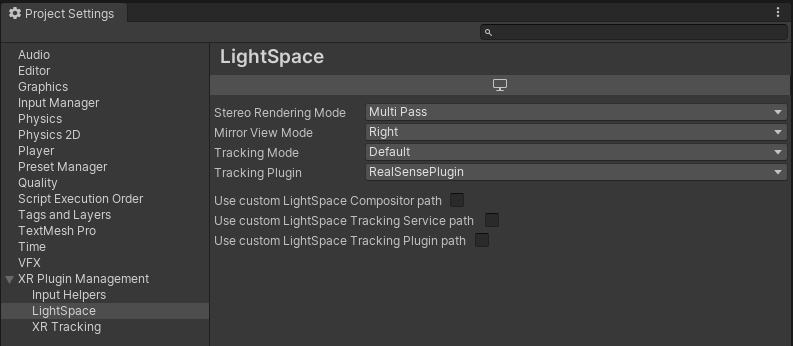 Project Settings
Audio
Editor
Graphics
Input Manager
Physics
Physics 2D
Player
Preset Manager
Quality
Script Execution Order
Tags and Layers
TextMesh Pro
Time
VFX
XR Plugin Management
Input Helpers
LightSpace
XR Tracking
LightSpace
Stereo Rendering Mode Multi Pass
Mirror View Mode Right
Tracking Mode Default
Tracking Plugin RealSensePlugin
Use custom LightSpace Compositor path
Use custom LightSpace Tracking Service path
Use custom LightSpace Tracking Plugin path